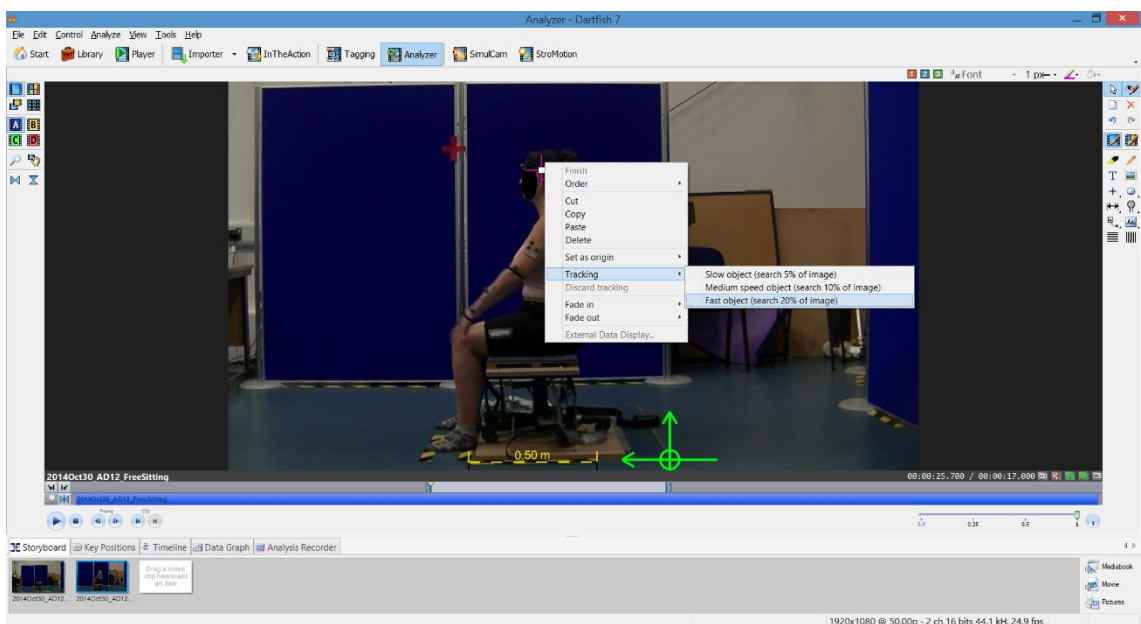 Analyzer - Dartfish 7
File Edit Control Analyze View Tools Help
Start Library Player Importer InTheAction Tagging Analyzer SimulCam StroMotion
1 2 3 Font 1 px
A B
C D
T
Finish
Order
Cut
Copy
Paste
Delete
Set as origin
Tracking
Slow object (search 5% of image)
Medium speed object (search 10% of image)
Fast object (search 20% of image)
Discard tracking
Fade in
Fade out
External Data Display...
0.50 m
2014Oct30_AD12_FreeSitting
00:00:25.700 / 00:00:17.000
2014Oct30_AD12_FreeSitting
Frame Clip
0.25 0.5 1
Storyboard Key Positions Timeline Data Graph Analysis Recorder
Drag a video
clip here to add
an item
2014Oct30_AD12... 2014Oct30_AD12...
Mediabook
Movie
Pictures
1920x1080 @ 50.00p - 2 ch 16 bits 44.1 kH: 24.9 fps